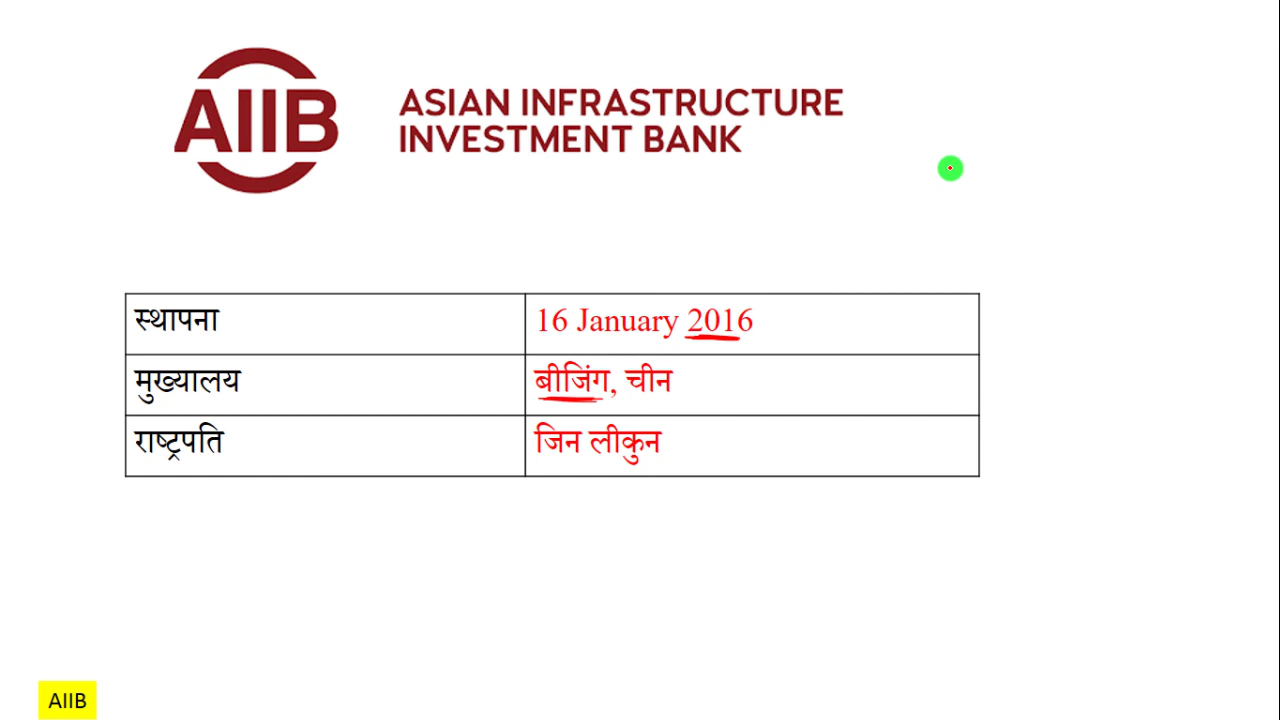 AIIB
ASIAN INFRASTRUCTURE
INVESTMENT BANK
स्थापना 16 January 2016
मुख्यालय बीजिंग, चीन
राष्ट्रपति जिन लीकुन
AIIB